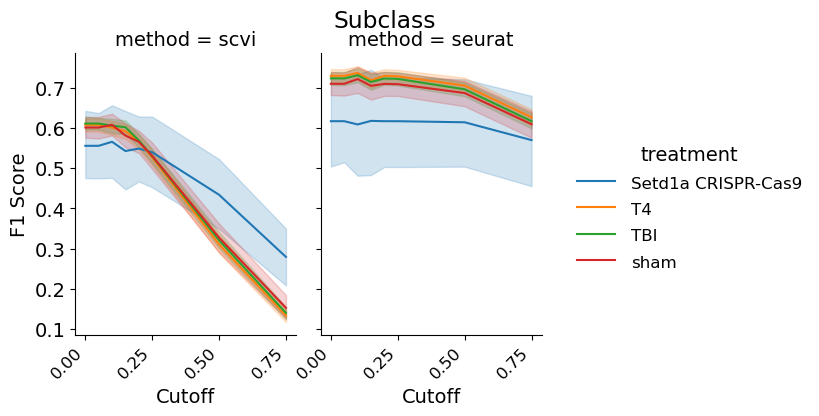 Subclass
method = scvi
method = seurat
F1 Score
0.7
0.6
0.5
0.4
0.3
0.2
0.1
0.00
0.25
0.50
0.75
0.00
0.25
0.50
0.75
Cutoff
Cutoff
treatment
Setd1a CRISPR-Cas9
T4
TBI
sham